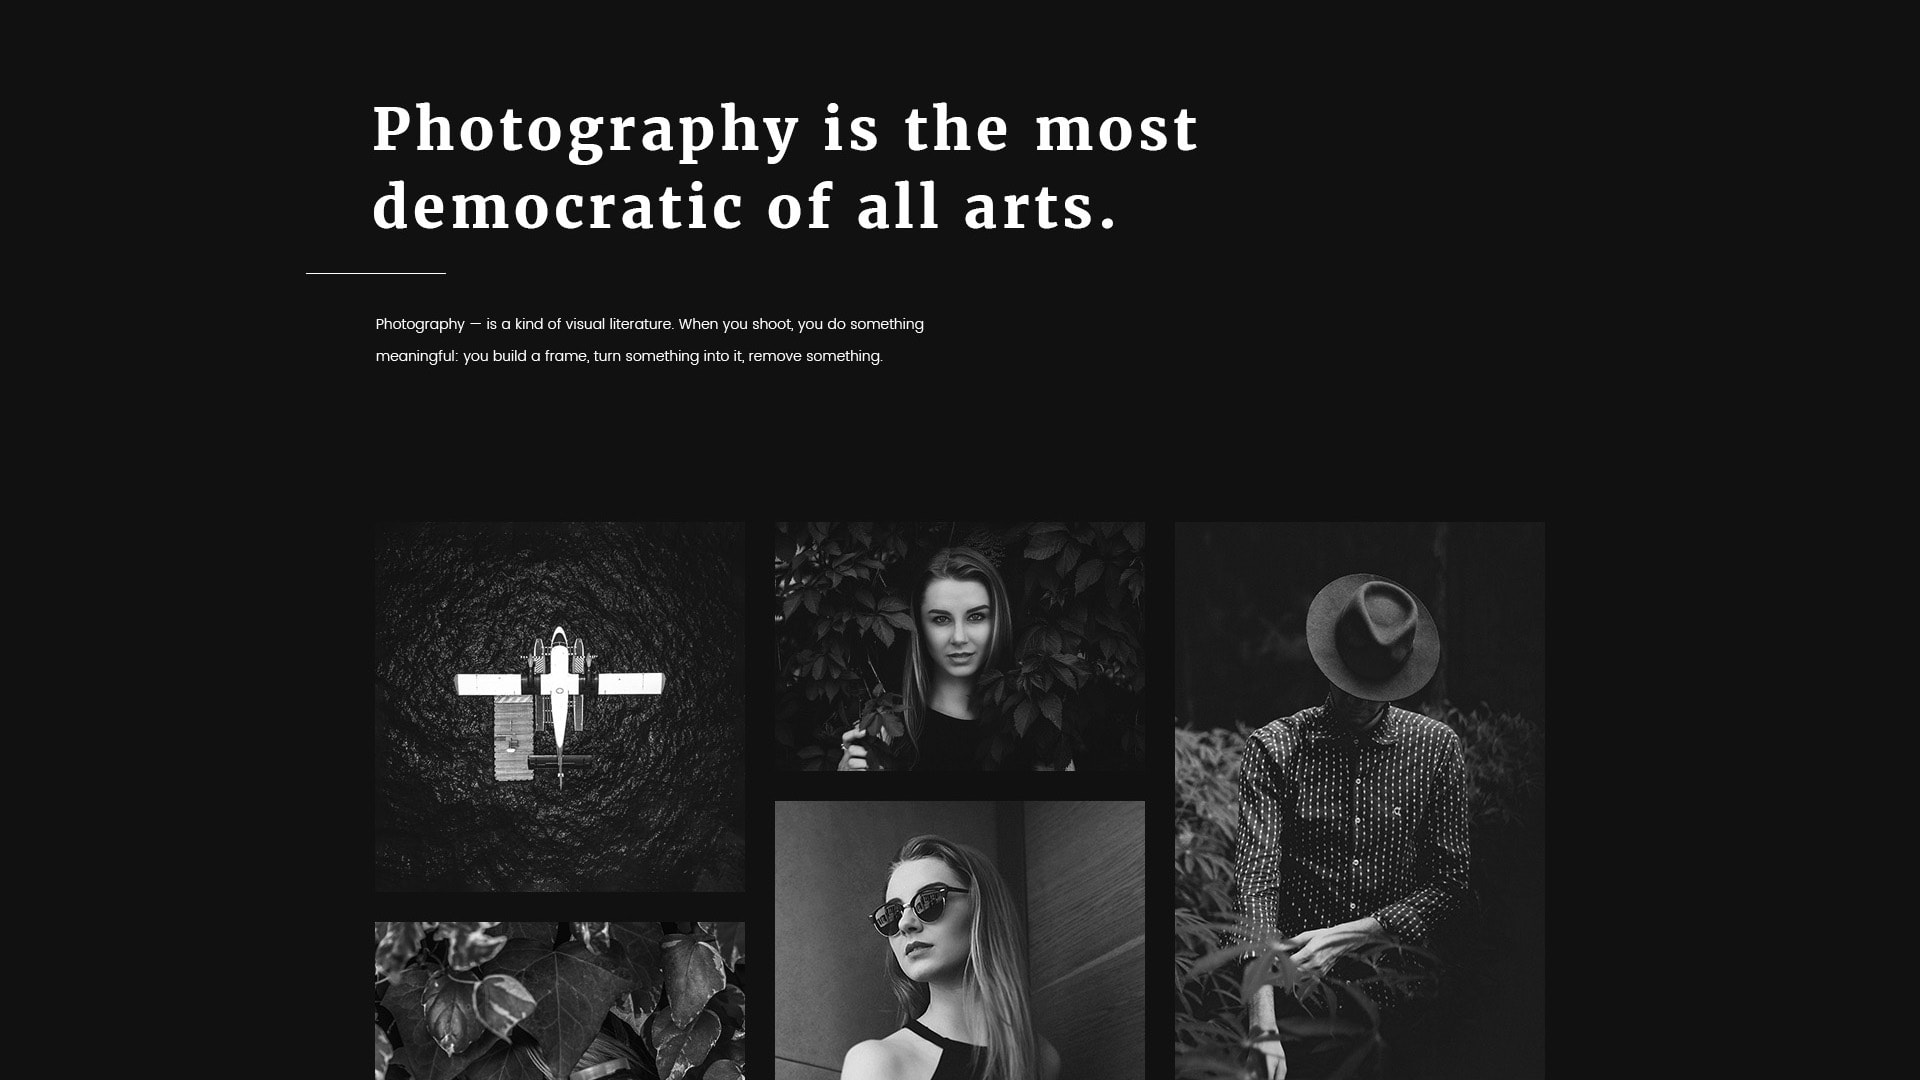 Photography is the most
democratic of all arts.
Photography — is a kind of visual literature. When you shoot, you do something
meaningful: you build a frame, turn something into it, remove something.